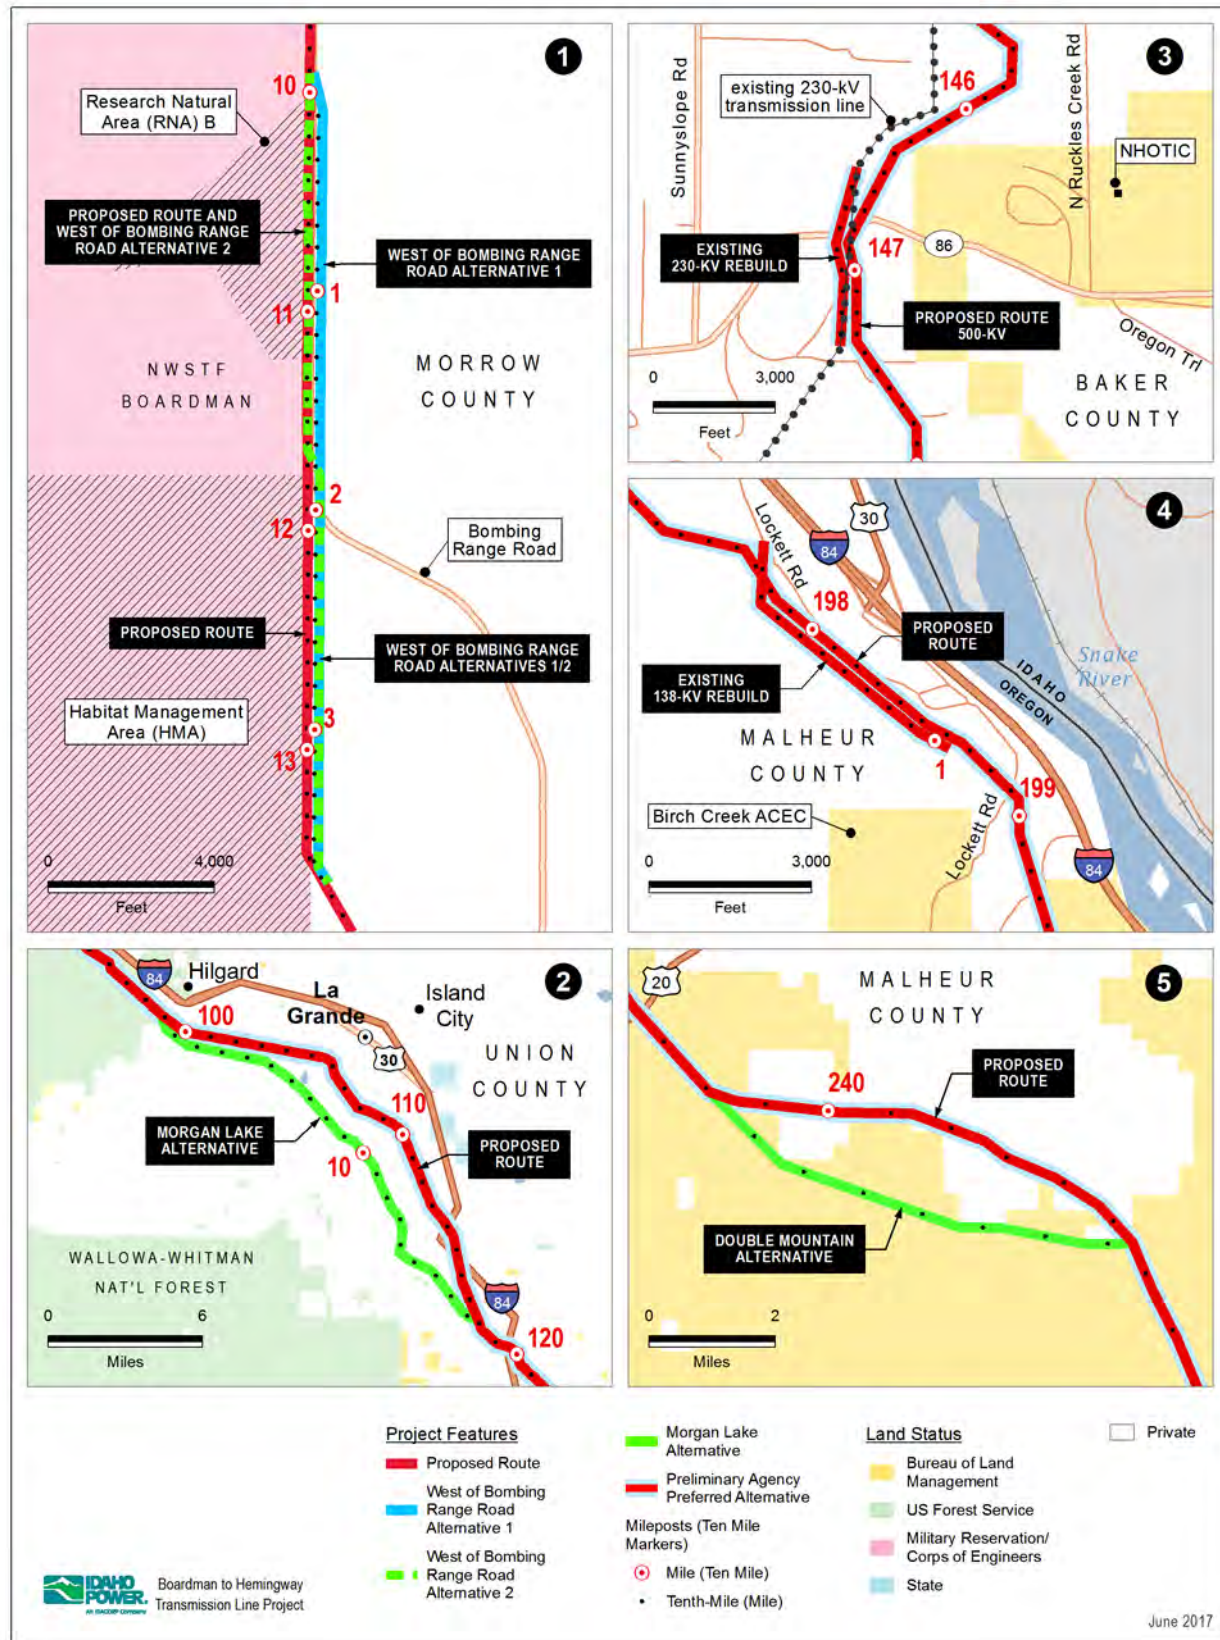 1
10
Research Natural
Area (RNA) B
PROPOSED ROUTE AND
WEST OF BOMBING RANGE
ROAD ALTERNATIVE 2
WEST OF BOMBING RANGE
ROAD ALTERNATIVE 1
1
11
NWSTF
BOARDMAN
MORROW
COUNTY
2
12
Bombing
Range Road
PROPOSED ROUTE
WEST OF BOMBING RANGE
ROAD ALTERNATIVES 1/2
Habitat Management
Area (HMA)
3
13
0 4,000
Feet
3
Sunnyslope Rd
existing 230-kV
transmission line
146
N Ruckles Creek Rd
NHOTIC
EXISTING
230-KV REBUILD
147
86
PROPOSED ROUTE
500-KV
Oregon Trl
0 3,000
Feet
BAKER
COUNTY
4
Lockett Rd
30
84
198
PROPOSED
ROUTE
EXISTING
138-KV REBUILD
IDAHO
OREGON
Snake
River
MALHEUR
COUNTY
1
199
Birch Creek ACEC
Lockett Rd
84
0 3,000
Feet
2
84
Hilgard
La
Grande
Island
City
100
30
UNION
COUNTY
110
MORGAN LAKE
ALTERNATIVE
10
PROPOSED
ROUTE
WALLOWA-WHITMAN
NAT'L FOREST
84
120
0 6
Miles
5
20
MALHEUR
COUNTY
240
PROPOSED
ROUTE
DOUBLE MOUNTAIN
ALTERNATIVE
0 2
Miles
Project Features
Proposed Route
West of Bombing
Range Road
Alternative 1
West of Bombing
Range Road
Alternative 2
Morgan Lake
Alternative
Preliminary Agency
Preferred Alternative
Mileposts (Ten Mile
Markers)
Mile (Ten Mile)
Tenth-Mile (Mile)
Land Status
Bureau of Land
Management
US Forest Service
Military Reservation/
Corps of Engineers
State
Private
IDAHO
POWER.
An IDACORP Company
Boardman to Hemingway
Transmission Line Project
June 2017